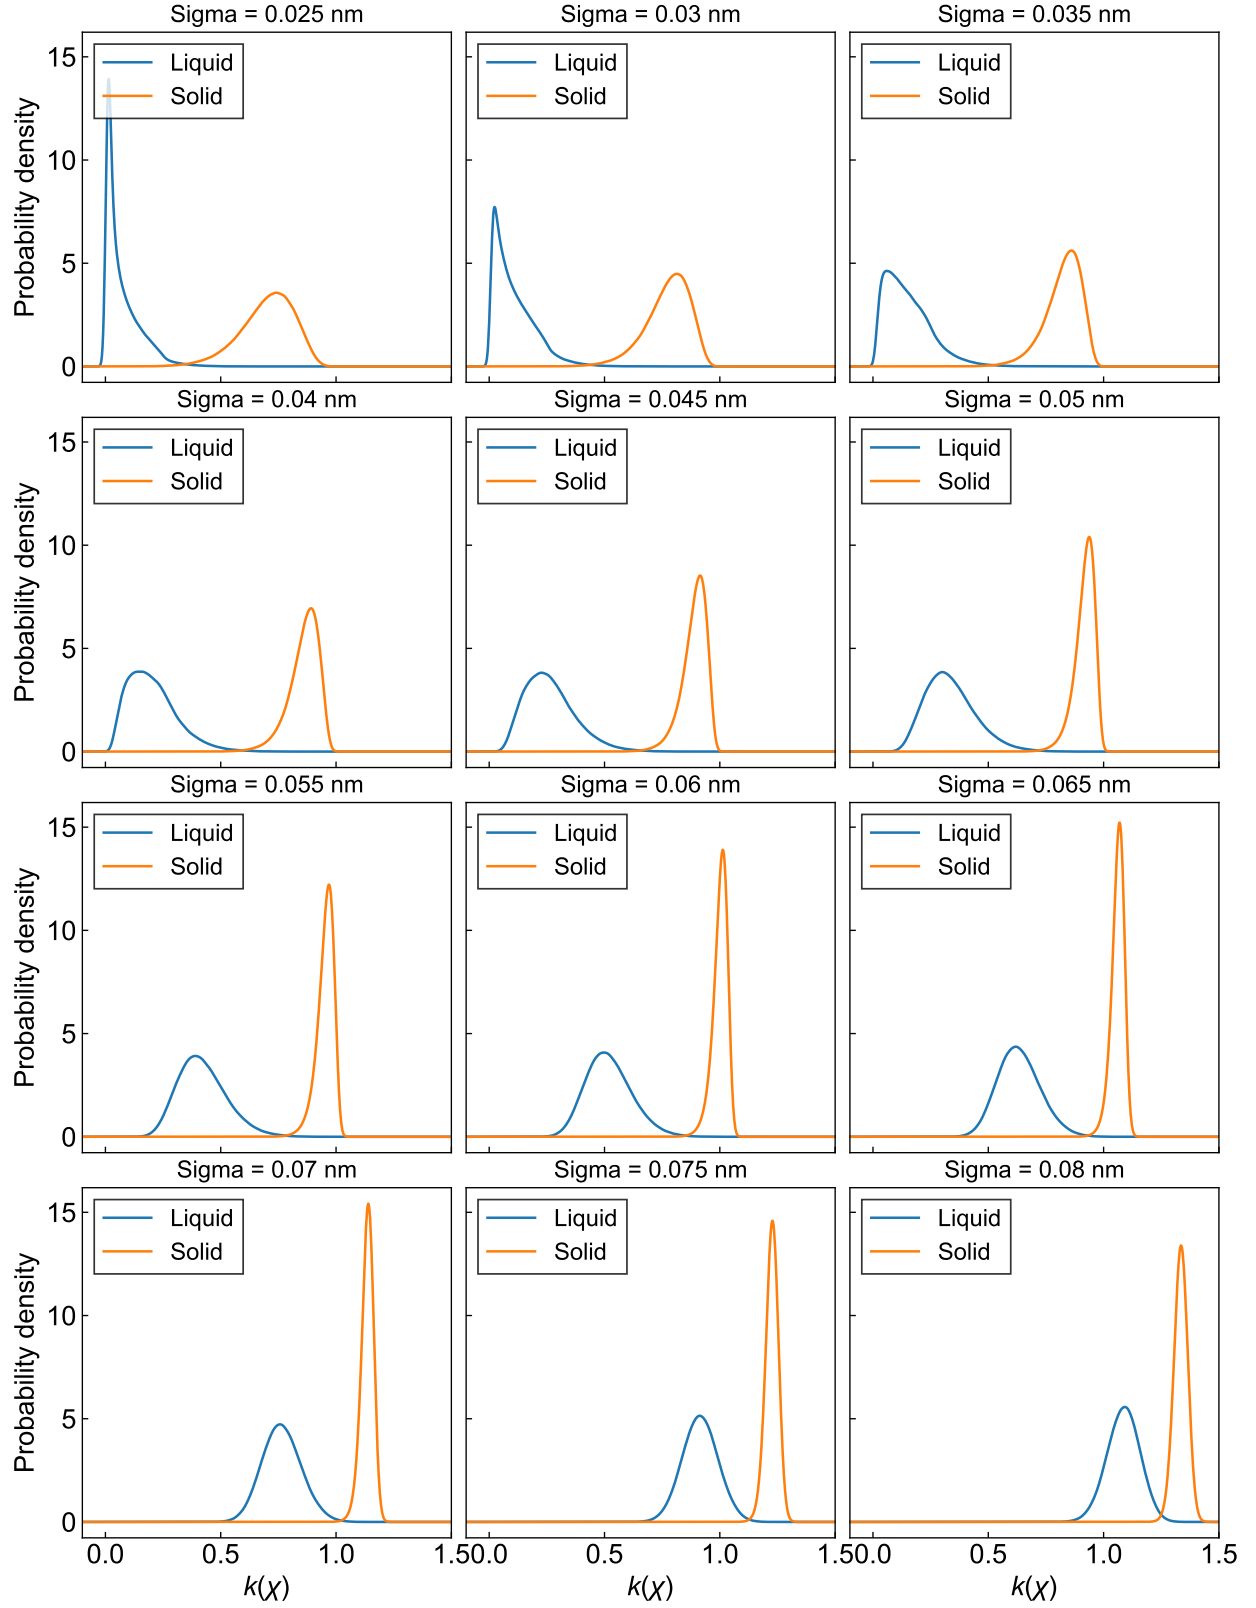 Sigma = 0.025 nm
Sigma = 0.03 nm
Sigma = 0.035 nm
Probability density
15
10
5
0
Liquid
Solid
Liquid
Solid
Liquid
Solid
Sigma = 0.04 nm
Sigma = 0.045 nm
Sigma = 0.05 nm
Probability density
15
10
5
0
Liquid
Solid
Liquid
Solid
Liquid
Solid
Sigma = 0.055 nm
Sigma = 0.06 nm
Sigma = 0.065 nm
Probability density
15
10
5
0
Liquid
Solid
Liquid
Solid
Liquid
Solid
Sigma = 0.07 nm
Sigma = 0.075 nm
Sigma = 0.08 nm
Probability density
15
10
5
0
Liquid
Solid
Liquid
Solid
Liquid
Solid
0.0 0.5 1.0 1.5
0.0 0.5 1.0 1.5
0.0 0.5 1.0 1.5
k(χ)
k(χ)
k(χ)